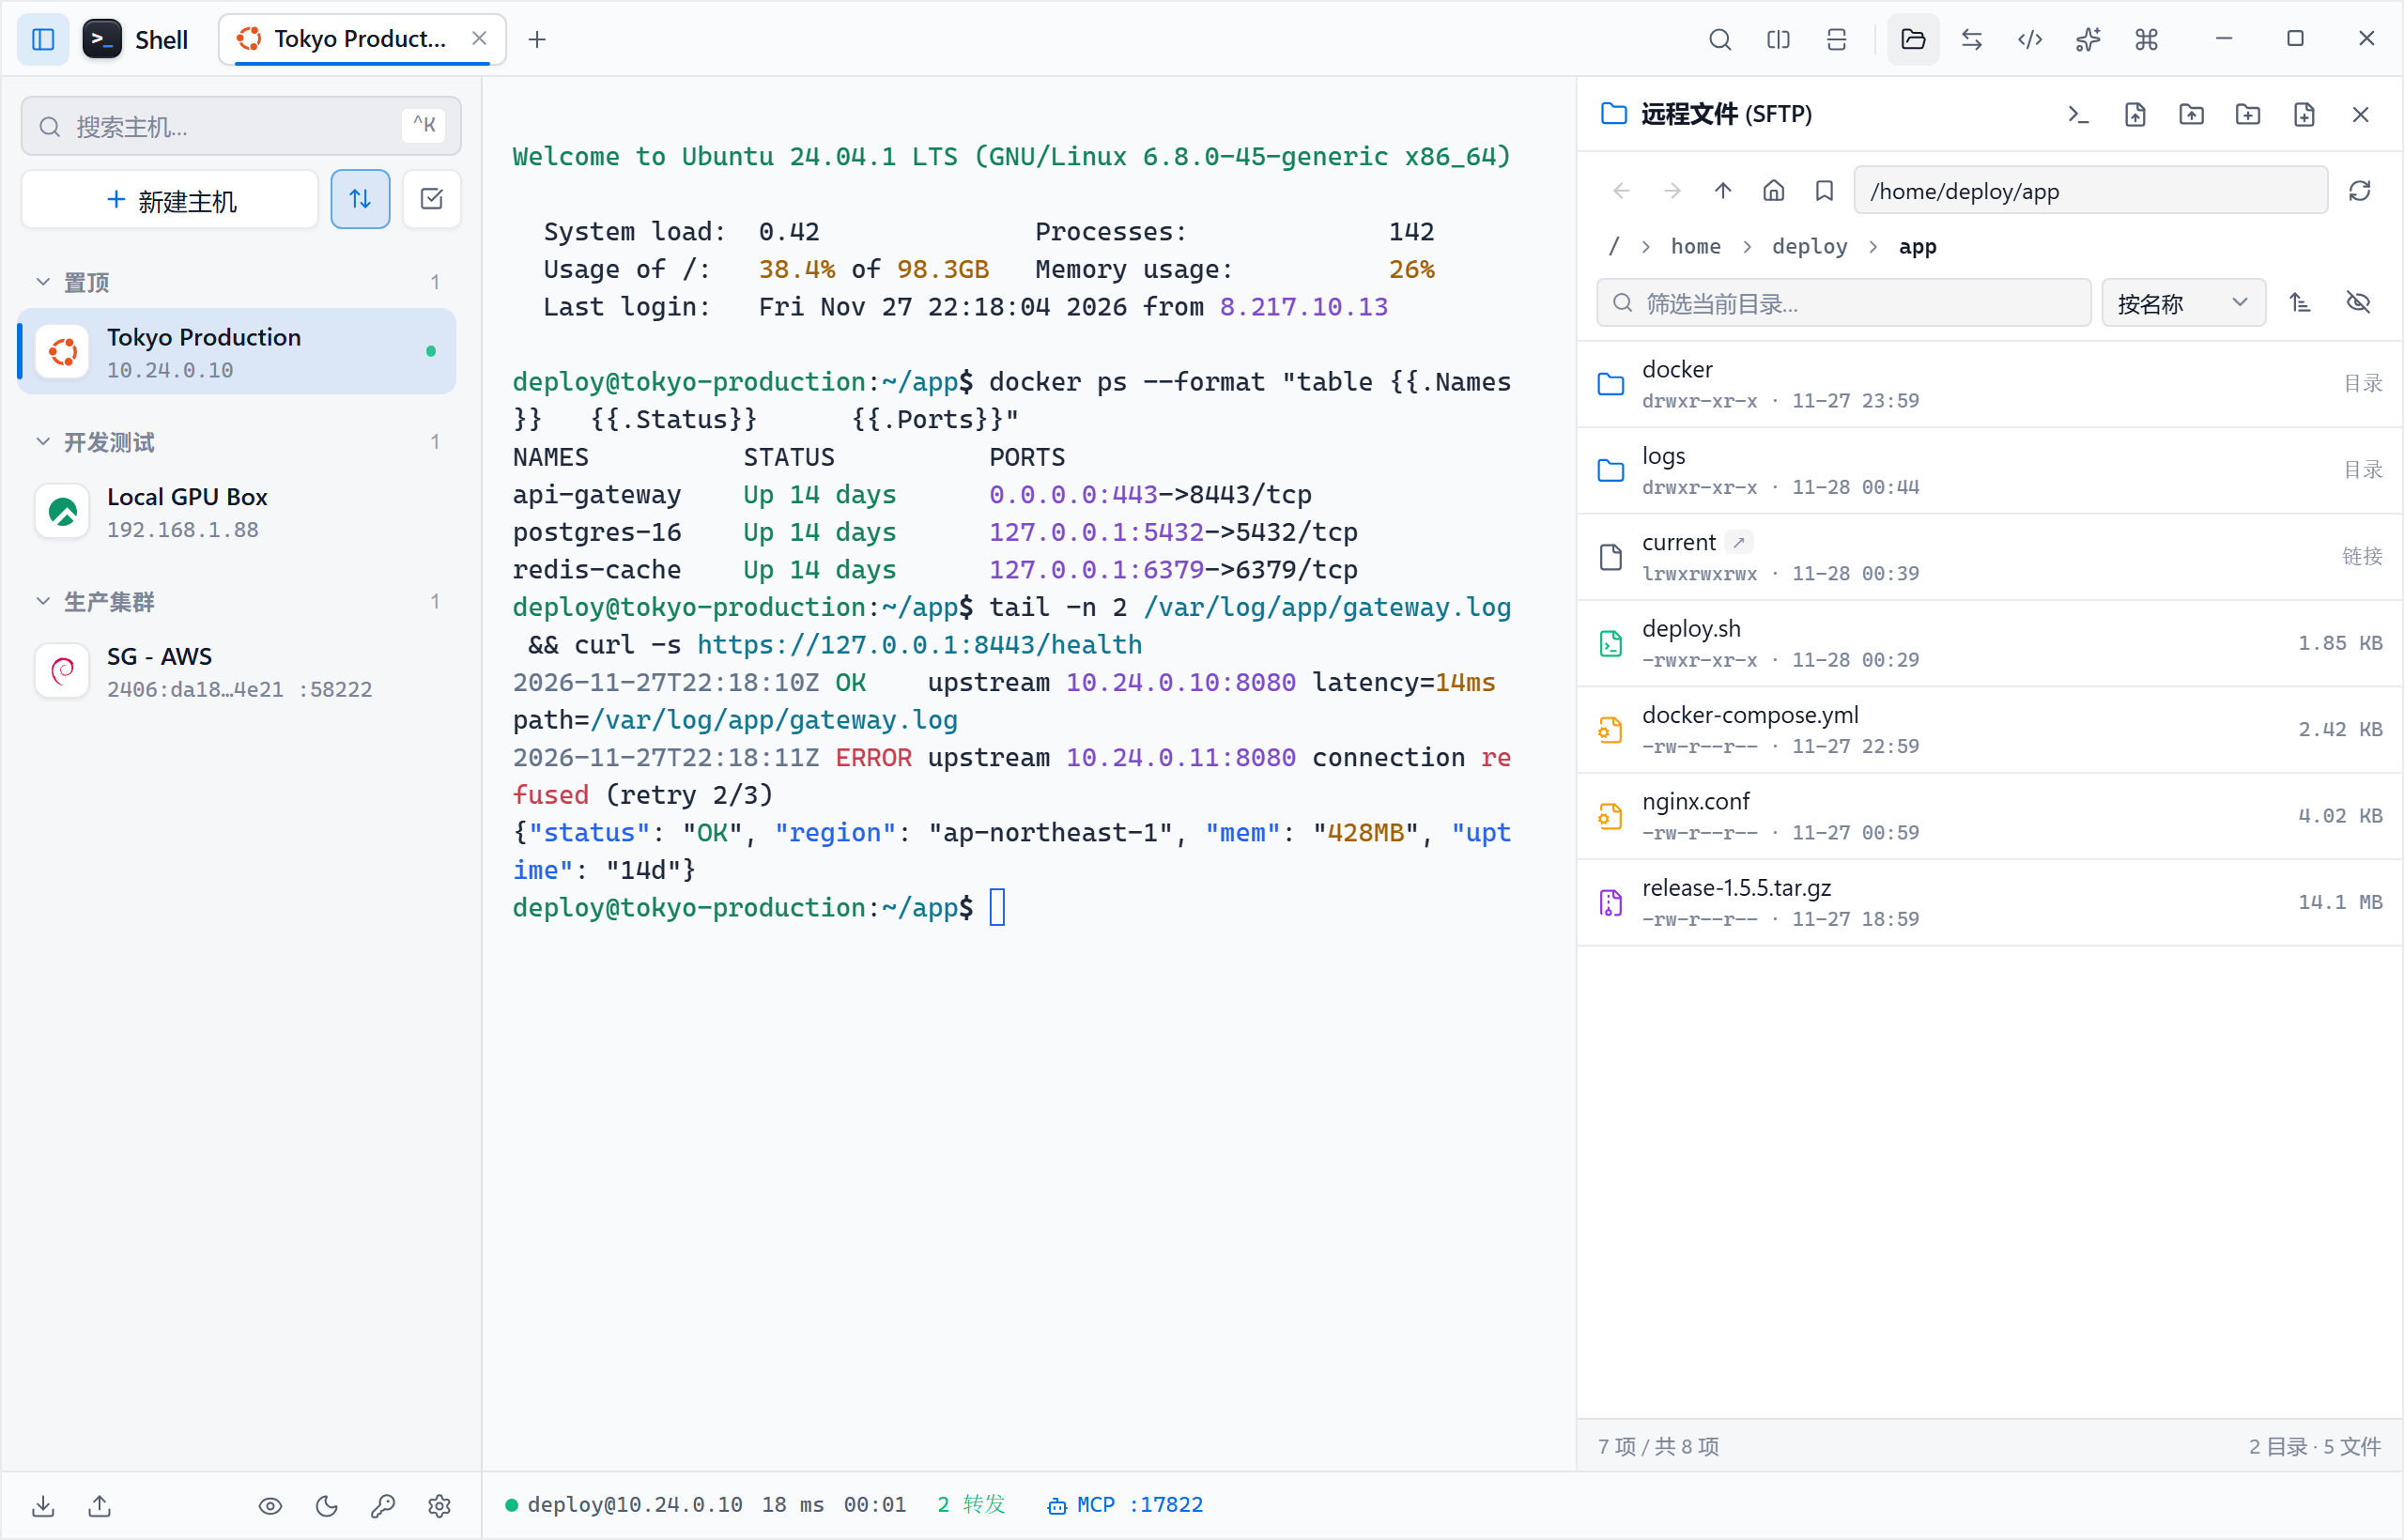 Shell
Tokyo Product...
搜索主机...
^K
新建主机
置顶 1
Tokyo Production
10.24.0.10
开发测试 1
Local GPU Box
192.168.1.88
生产集群 1
SG - AWS
2406:da18…4e21 :58222
Welcome to Ubuntu 24.04.1 LTS (GNU/Linux 6.8.0-45-generic x86_64)
System load: 0.42 Processes: 142
Usage of /: 38.4% of 98.3GB Memory usage: 26%
Last login: Fri Nov 27 22:18:04 2026 from 8.217.10.13
deploy@tokyo-production:~/app$ docker ps --format "table {{.Names
}} {{.Status}} {{.Ports}}"
NAMES STATUS PORTS
api-gateway Up 14 days 0.0.0.0:443->8443/tcp
postgres-16 Up 14 days 127.0.0.1:5432->5432/tcp
redis-cache Up 14 days 127.0.0.1:6379->6379/tcp
deploy@tokyo-production:~/app$ tail -n 2 /var/log/app/gateway.log
&& curl -s https://127.0.0.1:8443/health
2026-11-27T22:18:10Z OK upstream 10.24.0.10:8080 latency=14ms
path=/var/log/app/gateway.log
2026-11-27T22:18:11Z ERROR upstream 10.24.0.11:8080 connection re
fused (retry 2/3)
{"status": "OK", "region": "ap-northeast-1", "mem": "428MB", "upt
ime": "14d"}
deploy@tokyo-production:~/app$
远程文件 (SFTP)
/home/deploy/app
/ > home > deploy > app
筛选当前目录...
按名称
docker
drwxr-xr-x · 11-27 23:59
目录
logs
drwxr-xr-x · 11-28 00:44
目录
current ↗
lrwxrwxrwx · 11-28 00:39
链接
deploy.sh
-rwxr-xr-x · 11-28 00:29
1.85 KB
docker-compose.yml
-rw-r--r-- · 11-27 22:59
2.42 KB
nginx.conf
-rw-r--r-- · 11-27 00:59
4.02 KB
release-1.5.5.tar.gz
-rw-r--r-- · 11-27 18:59
14.1 MB
7 项 / 共 8 项
2 目录 · 5 文件
deploy@10.24.0.10 18 ms 00:01 2 转发 MCP :17822